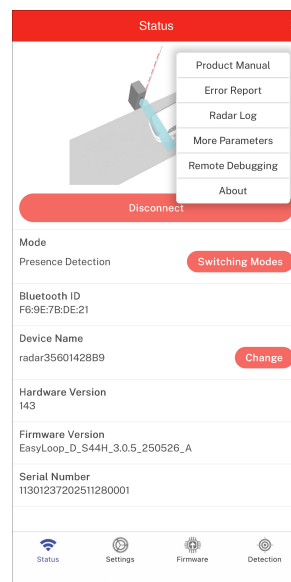 Status
Product Manual
Error Report
Radar Log
More Parameters
Remote Debugging
About
Disconnect
Mode
Presence Detection
Switching Modes
Bluetooth ID
F6:9E:7B:DE:21
Device Name
radar35601428B9
Change
Hardware Version
143
Firmware Version
EasyLoop_D_S44H_3.0.5_250526_A
Serial Number
11301237202511280001
Status
Settings
Firmware
Detection